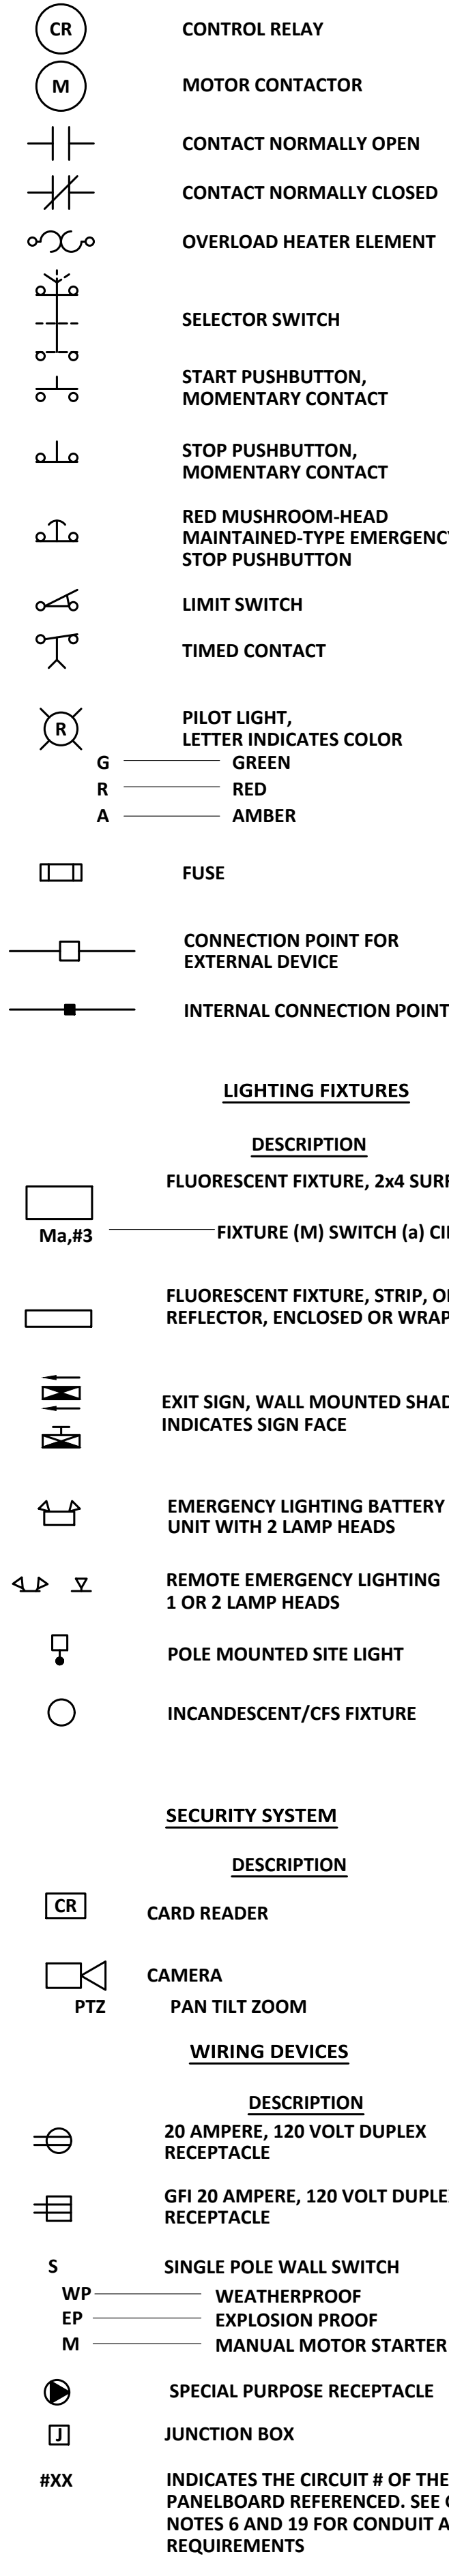 CR CONTROL RELAY
M MOTOR CONTACTOR
CONTACT NORMALLY OPEN
CONTACT NORMALLY CLOSED
OVERLOAD HEATER ELEMENT
SELECTOR SWITCH
START PUSHBUTTON,
MOMENTARY CONTACT
STOP PUSHBUTTON,
MOMENTARY CONTACT
RED MUSHROOM-HEAD
MAINTAINED-TYPE EMERGENCY
STOP PUSHBUTTON
LIMIT SWITCH
TIMED CONTACT
PILOT LIGHT,
R LETTER INDICATES COLOR
G GREEN
R RED
A AMBER
FUSE
CONNECTION POINT FOR
EXTERNAL DEVICE
INTERNAL CONNECTION POINT
LIGHTING FIXTURES
DESCRIPTION
FLUORESCENT FIXTURE, 2x4
Ma,#3 FIXTURE (M) SWITCH (a)
FLUORESCENT FIXTURE, STRIP,
REFLECTOR, ENCLOSED OR
EXIT SIGN, WALL MOUNTED
INDICATES SIGN FACE
EMERGENCY LIGHTING BATTERY
UNIT WITH 2 LAMP HEADS
REMOTE EMERGENCY LIGHTING
1 OR 2 LAMP HEADS
POLE MOUNTED SITE LIGHT
INCANDESCENT/CFS FIXTURE
SECURITY SYSTEM
DESCRIPTION
CR CARD READER
CAMERA
PTZ PAN TILT ZOOM
WIRING DEVICES
DESCRIPTION
20 AMPERE, 120 VOLT DUPLEX
RECEPTACLE
GFI 20 AMPERE, 120 VOLT DUPLEX
RECEPTACLE
S SINGLE POLE WALL SWITCH
WP WEATHERPROOF
EP EXPLOSION PROOF
M MANUAL MOTOR STARTER
SPECIAL PURPOSE RECEPTACLE
J JUNCTION BOX
#XX INDICATES THE CIRCUIT # OF THE
PANELBOARD REFERENCED. SEE
NOTES 6 AND 19 FOR CONDUIT
REQUIREMENTS